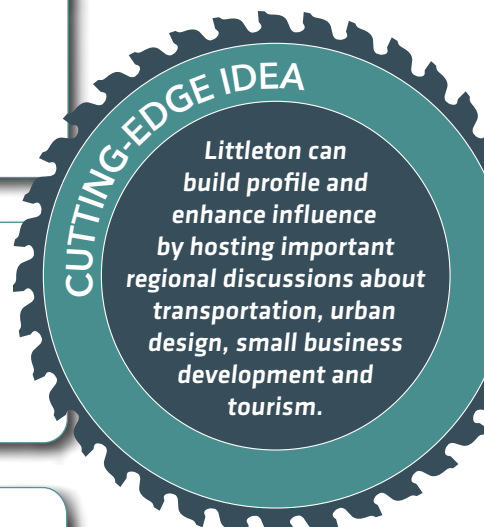 CUTTING-EDGE IDEA
Littleton can
build profile and
enhance influence
by hosting important
regional discussions about
transportation, urban
design, small business
development and
tourism.